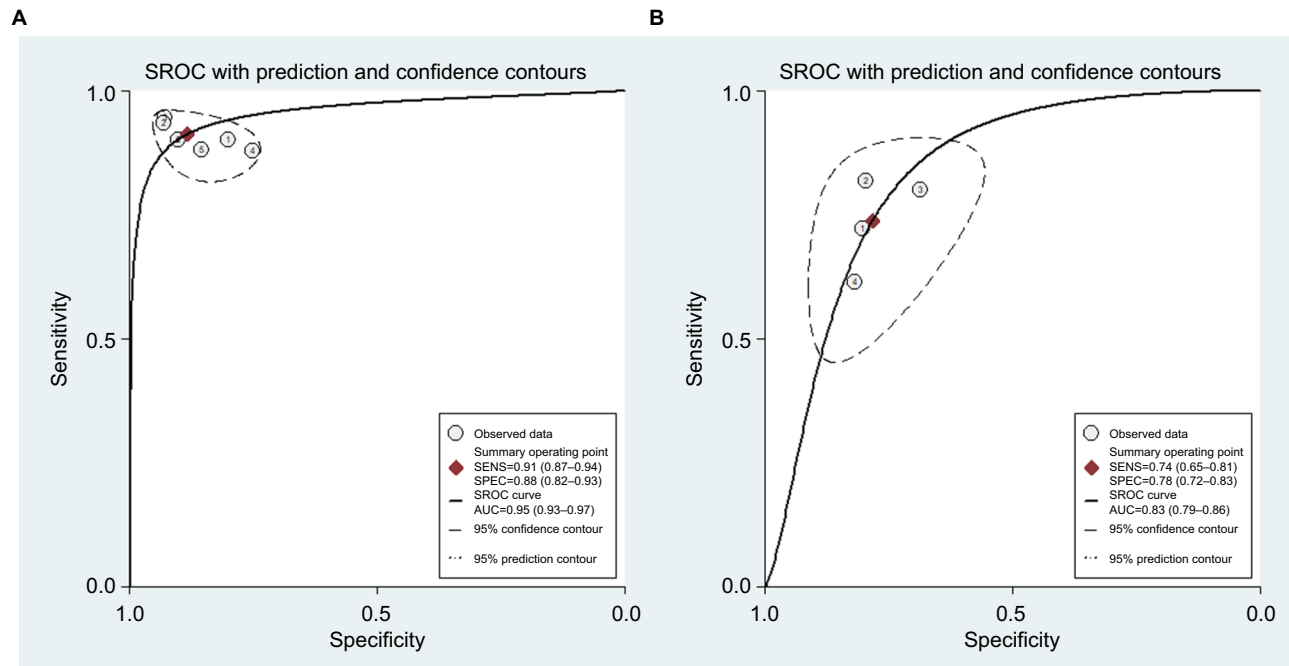 A
SROC with prediction and confidence contours
1.0
0.5
0.0
Sensitivity
2
5
1
4
Observed data
Summary operating point
SENS=0.91 (0.87–0.94)
SPEC=0.88 (0.82–0.93)
SROC curve
AUC=0.95 (0.93–0.97)
95% confidence contour
95% prediction contour
1.0
0.5
0.0
Specificity
B
SROC with prediction and confidence contours
1.0
0.5
0.0
Sensitivity
2
3
1
4
Observed data
Summary operating point
SENS=0.74 (0.65–0.81)
SPEC=0.78 (0.72–0.83)
SROC curve
AUC=0.83 (0.79–0.86)
95% confidence contour
95% prediction contour
1.0
0.5
0.0
Specificity